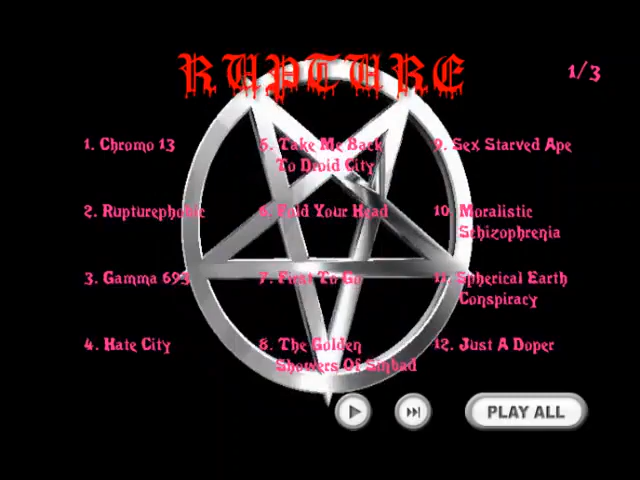 RUPTURE
1/3
1. Chromo 13
2. Rupturephobic
3. Gamma 693
4. Hate City
5. Take Me Back
To Droid City
6. Fold Your Head
7. First To Go
8. The Golden
Showers Of Sinbad
9. Sex Starved Ape
10. Moralistic
Schizophrenia
11. Spherical Earth
Conspiracy
12. Just A Doper
PLAY ALL